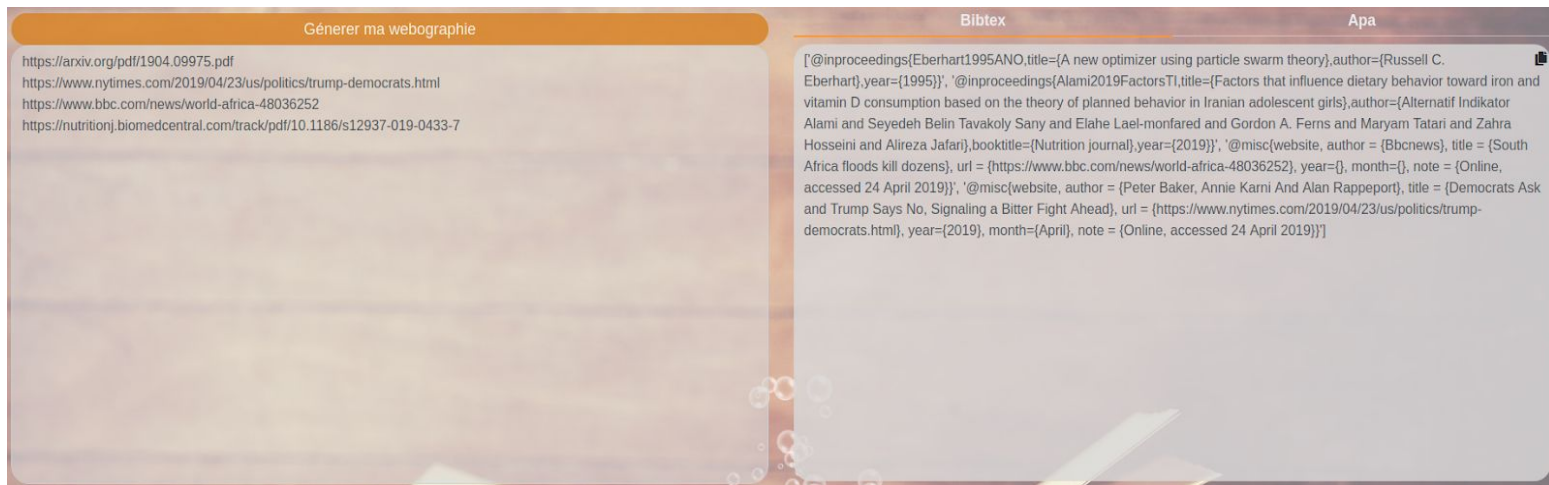 Génerer ma webographie
https://arxiv.org/pdf/1904.09975.pdf
https://www.nytimes.com/2019/04/23/us/politics/trump-democrats.html
https://www.bbc.com/news/world-africa-48036252
https://nutritionj.biomedcentral.com/track/pdf/10.1186/s12937-019-0433-7
Bibtex
Apa
['@inproceedings{Eberhart1995ANO,title={A new optimizer using particle swarm theory},author={Russell C.
Eberhart},year={1995}}', '@inproceedings{Alami2019FactorsTI,title={Factors that influence dietary behavior toward iron and
vitamin D consumption based on the theory of planned behavior in Iranian adolescent girls},author={Alternatif Indikator
Alami and Seyedeh Belin Tavakoly Sany and Elahe Lael-monfared and Gordon A. Ferns and Maryam Tatari and Zahra
Hosseini and Alireza Jafari},booktitle={Nutrition journal},year={2019}}', '@misc{website, author = {Bbcnews}, title = {South
Africa floods kill dozens}, url = {https://www.bbc.com/news/world-africa-48036252}, year={}, month={}, note = {Online,
accessed 24 April 2019}}', '@misc{website, author = {Peter Baker, Annie Karni And Alan Rappeport}, title = {Democrats Ask
and Trump Says No, Signaling a Bitter Fight Ahead}, url = {https://www.nytimes.com/2019/04/23/us/politics/trump-
democrats.html}, year={2019}, month={April}, note = {Online, accessed 24 April 2019}}']